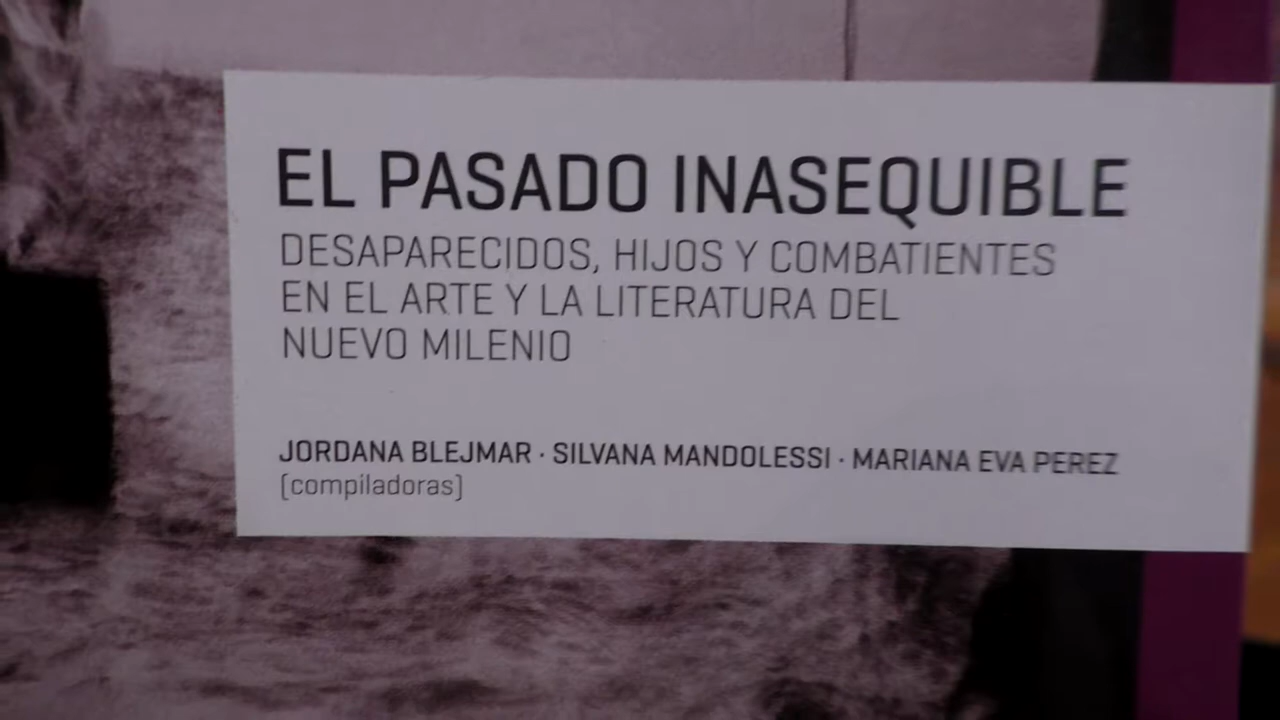 EL PASADO INASEQUIBLE
DESAPARECIDOS, HIJOS Y COMBATIENTES
EN EL ARTE Y LA LITERATURA DEL
NUEVO MILENIO
JORDANA BLEJMAR · SILVANA MANDOLESSI · MARIANA EVA PEREZ
(compiladoras)